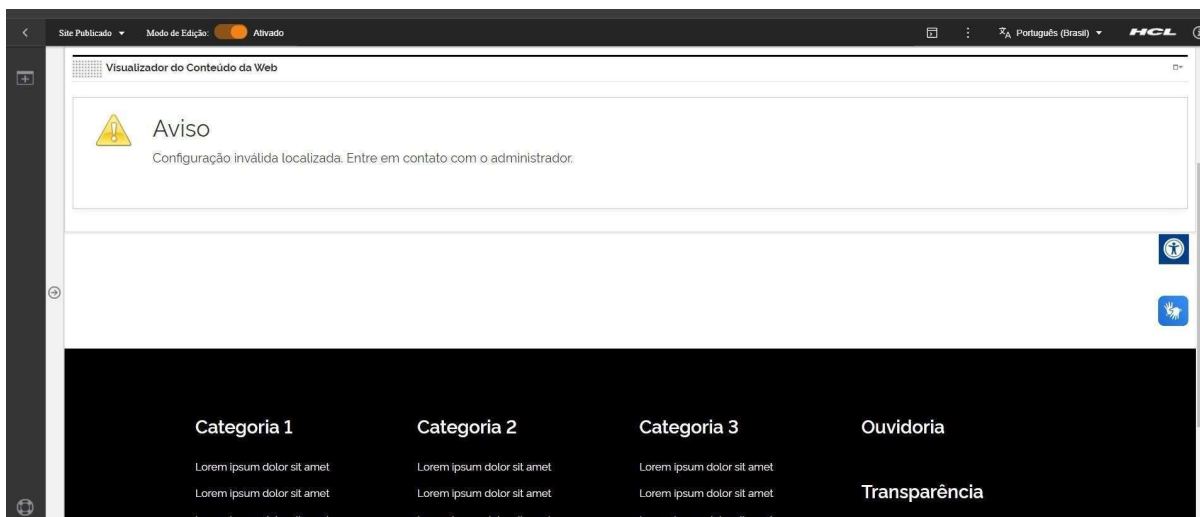 Site Publicado
Modo de Edição: Ativado
Português (Brasil)
HCL
Visualizador do Conteúdo da Web
Aviso
Configuração inválida localizada. Entre em contato com o administrador.
Categoria 1
Lorem ipsum dolor sit amet
Lorem ipsum dolor sit amet
Categoria 2
Lorem ipsum dolor sit amet
Lorem ipsum dolor sit amet
Categoria 3
Lorem ipsum dolor sit amet
Lorem ipsum dolor sit amet
Ouvidoria
Transparência